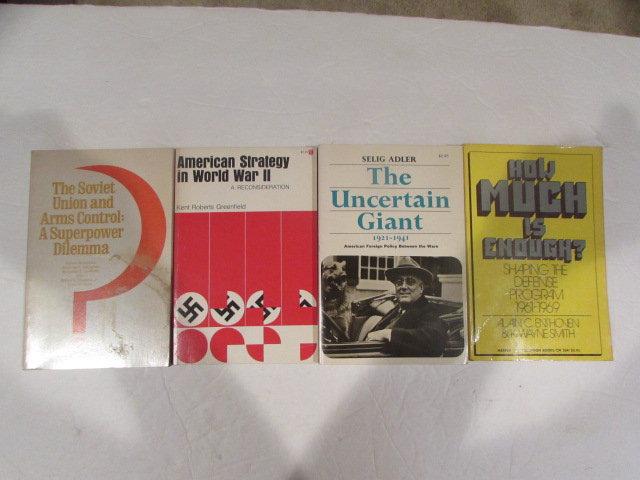 The Soviet
Union and
Arms Control:
A Superpower
Dilemma
American Strategy
in World War II
A RECONSIDERATION
Kent Roberts Greenfield
SELIG ADLER
The
Uncertain
Giant
1921-1941
American Foreign Policy Between the Wars
HOW
MUCH
IS
ENOUGH?
SHAPING THE
DEFENSE
PROGRAM
1961-1969
ALAIN C. ENTHOVEN
& K. WAYNE SMITH